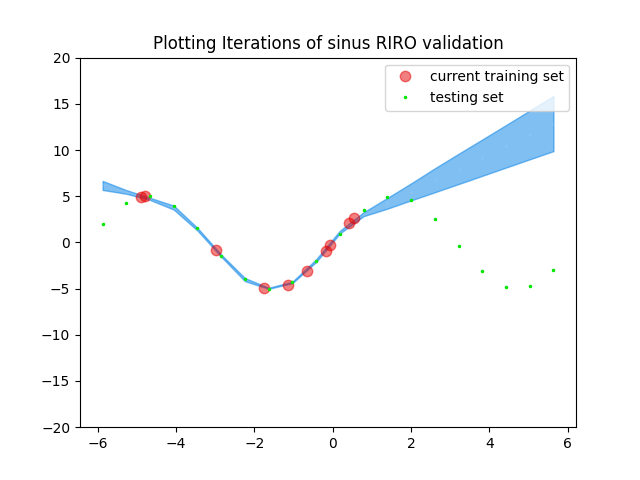 Plotting Iterations of sinus RIRO validation
current training set
testing set
20
15
10
5
0
−5
−10
−15
−20
−6 −4 −2 0 2 4 6